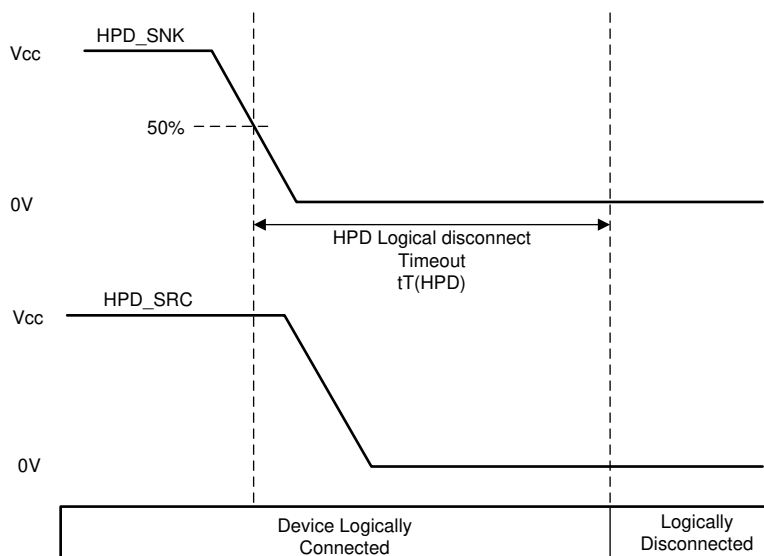 HPD_SNK
Vcc
50%
0V
HPD Logical disconnect
Timeout
tT(HPD)
HPD_SRC
Vcc
0V
Device Logically
Connected
Logically
Disconnected